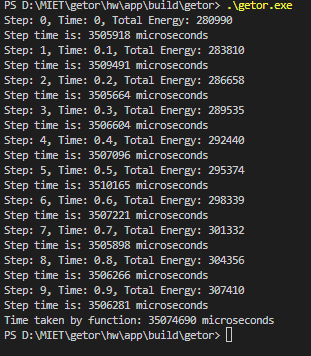 PS D:\MIET\getor\hw\app\build\getor> .\getor.exe
Step: 0, Time: 0, Total Energy: 280990
Step time is: 3505918 microseconds
Step: 1, Time: 0.1, Total Energy: 283810
Step time is: 3509491 microseconds
Step: 2, Time: 0.2, Total Energy: 286658
Step time is: 3505664 microseconds
Step: 3, Time: 0.3, Total Energy: 289535
Step time is: 3506604 microseconds
Step: 4, Time: 0.4, Total Energy: 292440
Step time is: 3507096 microseconds
Step: 5, Time: 0.5, Total Energy: 295374
Step time is: 3510165 microseconds
Step: 6, Time: 0.6, Total Energy: 298339
Step time is: 3507221 microseconds
Step: 7, Time: 0.7, Total Energy: 301332
Step time is: 3505898 microseconds
Step: 8, Time: 0.8, Total Energy: 304356
Step time is: 3506266 microseconds
Step: 9, Time: 0.9, Total Energy: 307410
Step time is: 3506281 microseconds
Time taken by function: 35074690 microseconds
PS D:\MIET\getor\hw\app\build\getor>